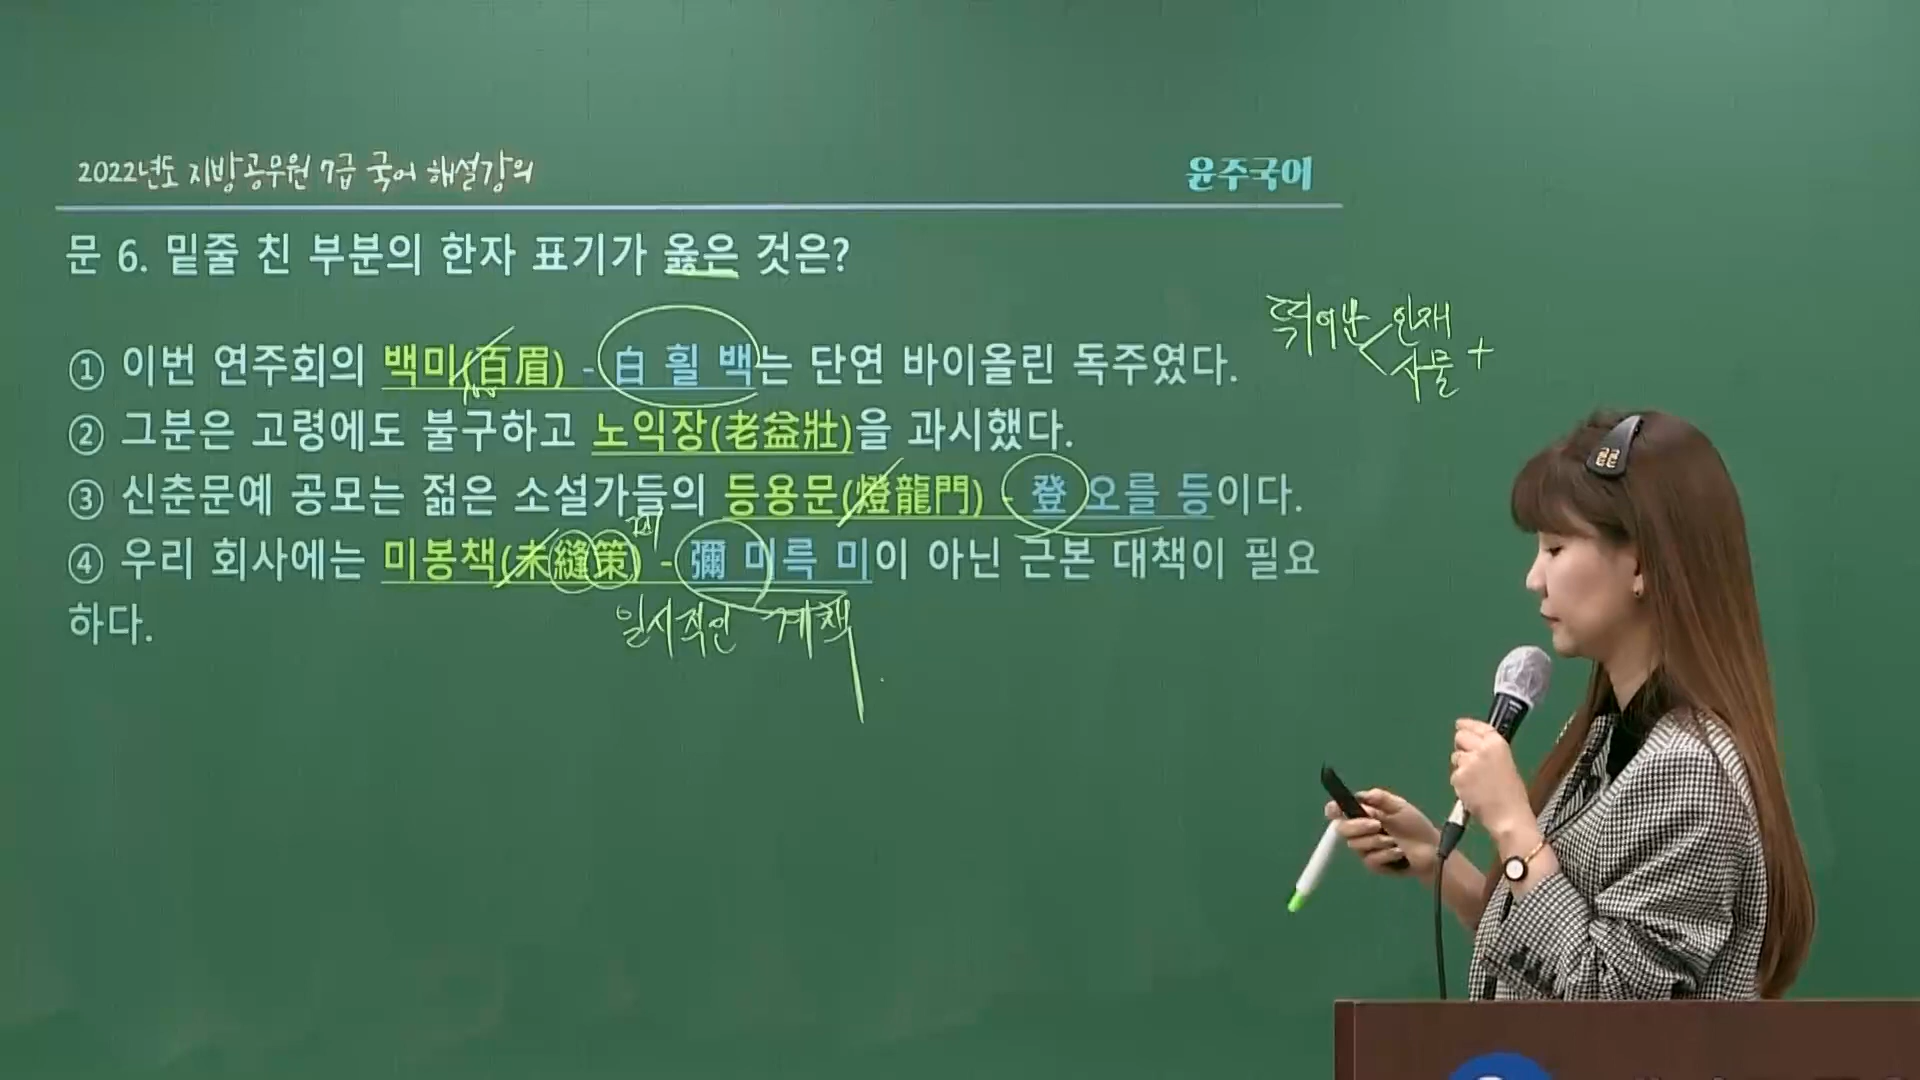 2022년도 지방공무원 7급 국어 해설강의
윤주국어
문 6. 밑줄 친 부분의 한자 표기가 옳은 것은?
떠어난 인재
사물 +
① 이번 연주회의 백미(百眉) - 白 흴 백는 단연 바이올린 독주였다.
100
② 그분은 고령에도 불구하고 노익장(老益壯)을 과시했다.
③ 신춘문예 공모는 젊은 소설가들의 등용문(燈龍門) - 登 오를 등이다.
④ 우리 회사에는 미봉책(未縫策) - 彌 미륵 미이 아닌 근본 대책이 필요
하다.
일시적인 계책